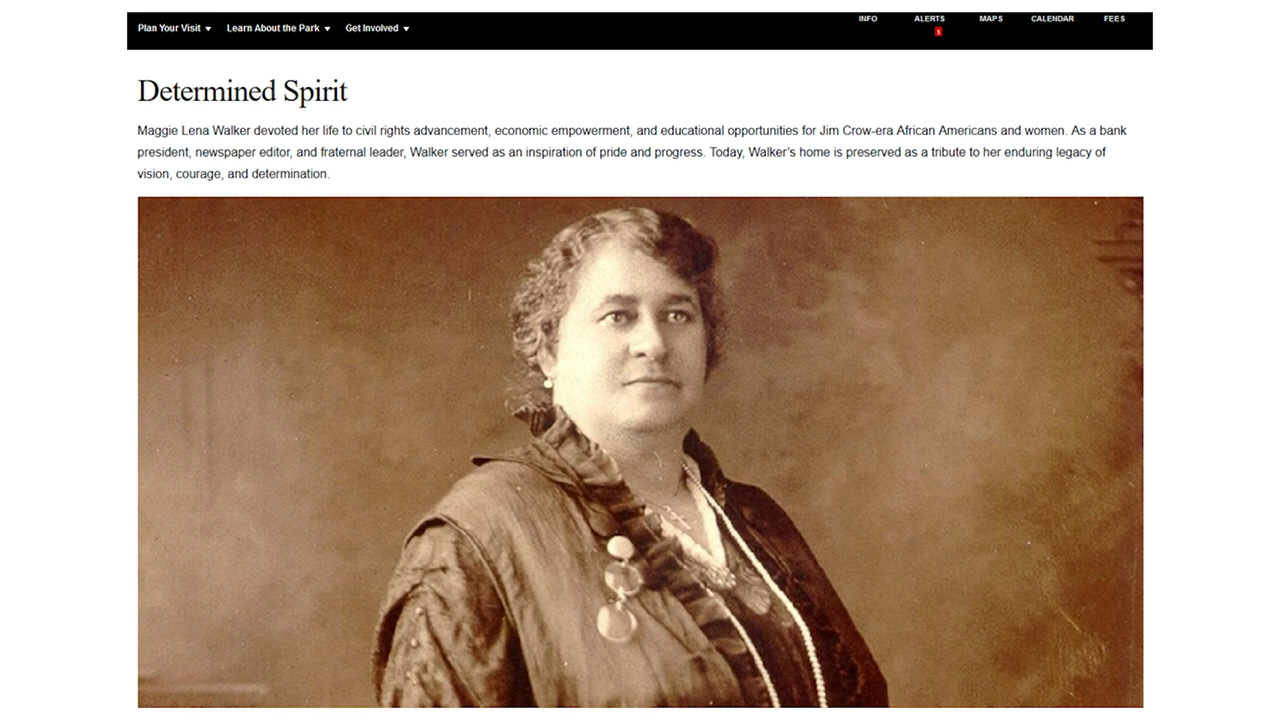 Plan Your Visit Learn About the Park Get Involved INFO ALERTS MAPS CALENDAR FEES
1
Determined Spirit
Maggie Lena Walker devoted her life to civil rights advancement, economic empowerment, and educational opportunities for Jim Crow-era African Americans and women. As a bank
president, newspaper editor, and fraternal leader, Walker served as an inspiration of pride and progress. Today, Walker's home is preserved as a tribute to her enduring legacy of
vision, courage, and determination.